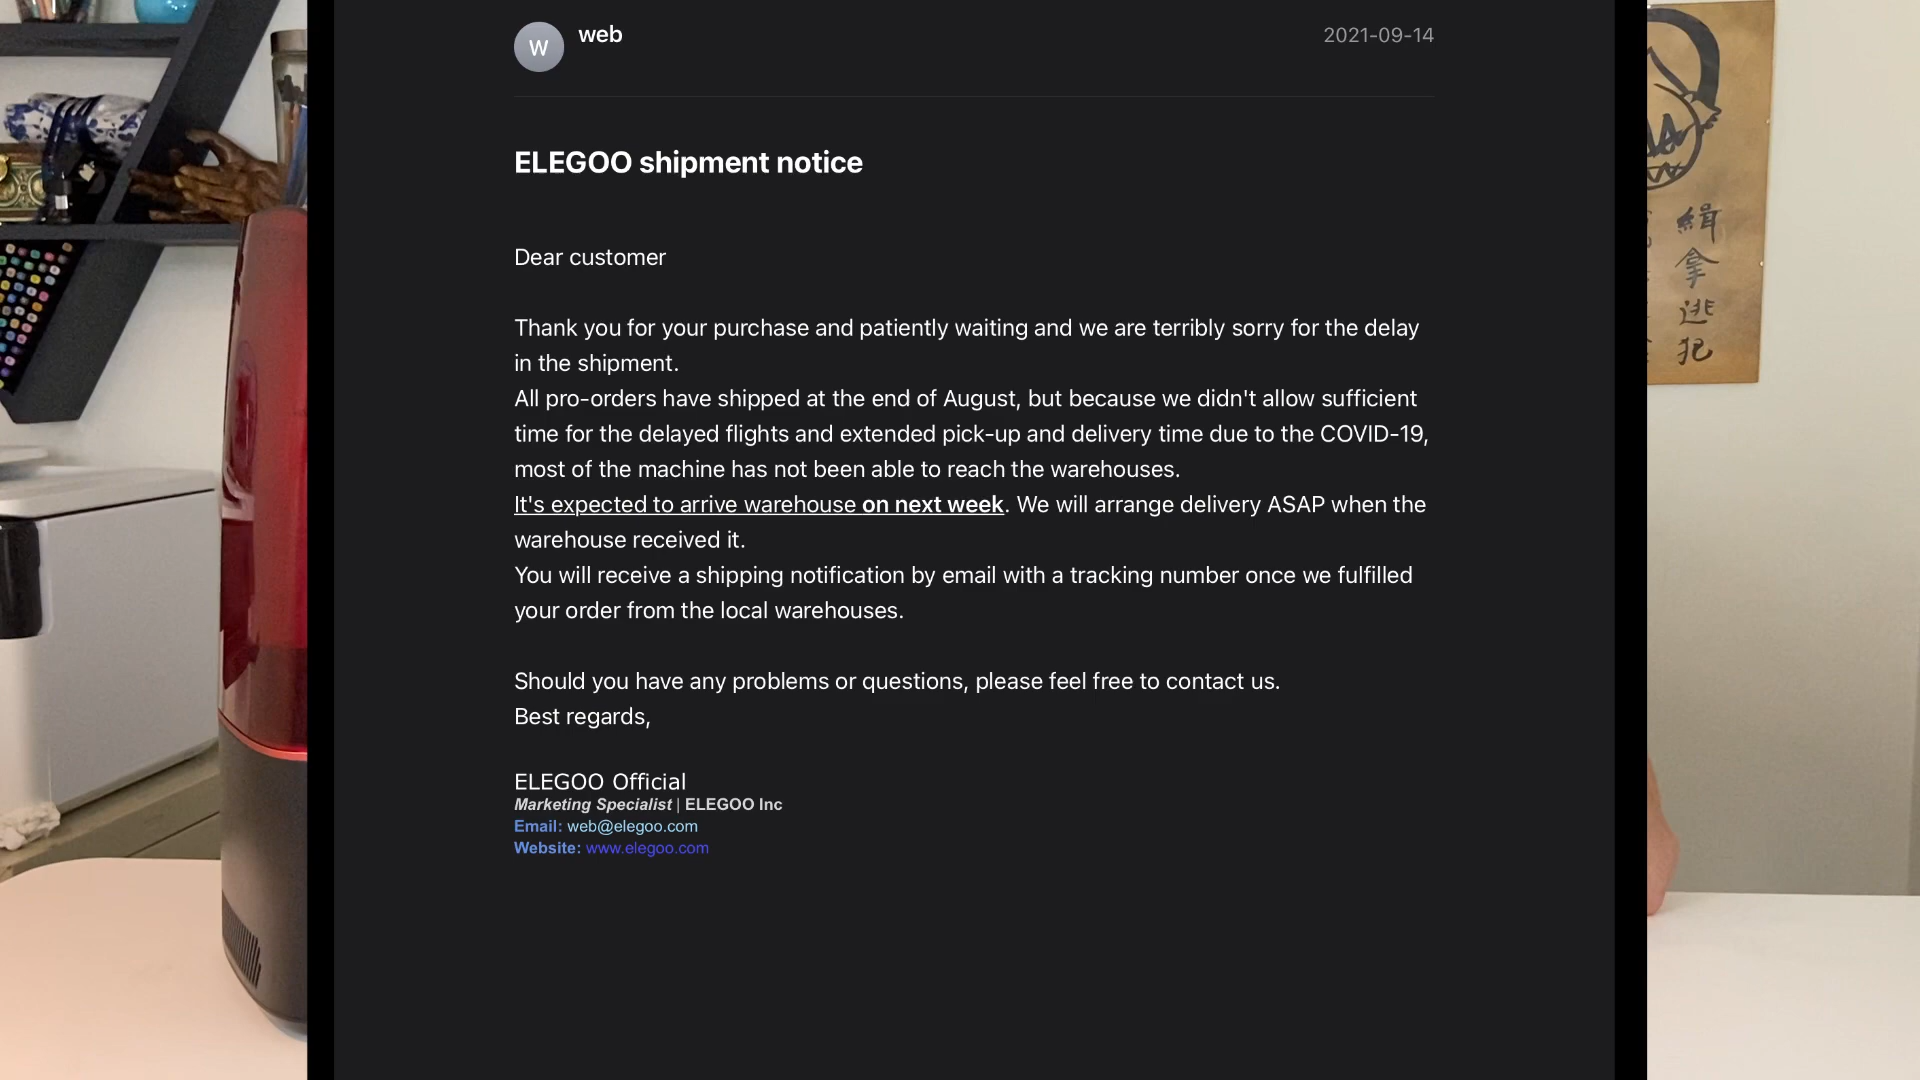 W
web
2021-09-14
ELEGOO shipment notice
Dear customer
Thank you for your purchase and patiently waiting and we are terribly sorry for the delay
in the shipment.
All pro-orders have shipped at the end of August, but because we didn't allow sufficient
time for the delayed flights and extended pick-up and delivery time due to the COVID-19,
most of the machine has not been able to reach the warehouses.
It's expected to arrive warehouse on next week. We will arrange delivery ASAP when the
warehouse received it.
You will receive a shipping notification by email with a tracking number once we fulfilled
your order from the local warehouses.
Should you have any problems or questions, please feel free to contact us.
Best regards,
ELEGOO Official
Marketing Specialist | ELEGOO Inc
Email: web@elegoo.com
Website: www.elegoo.com
緝拿逃犯